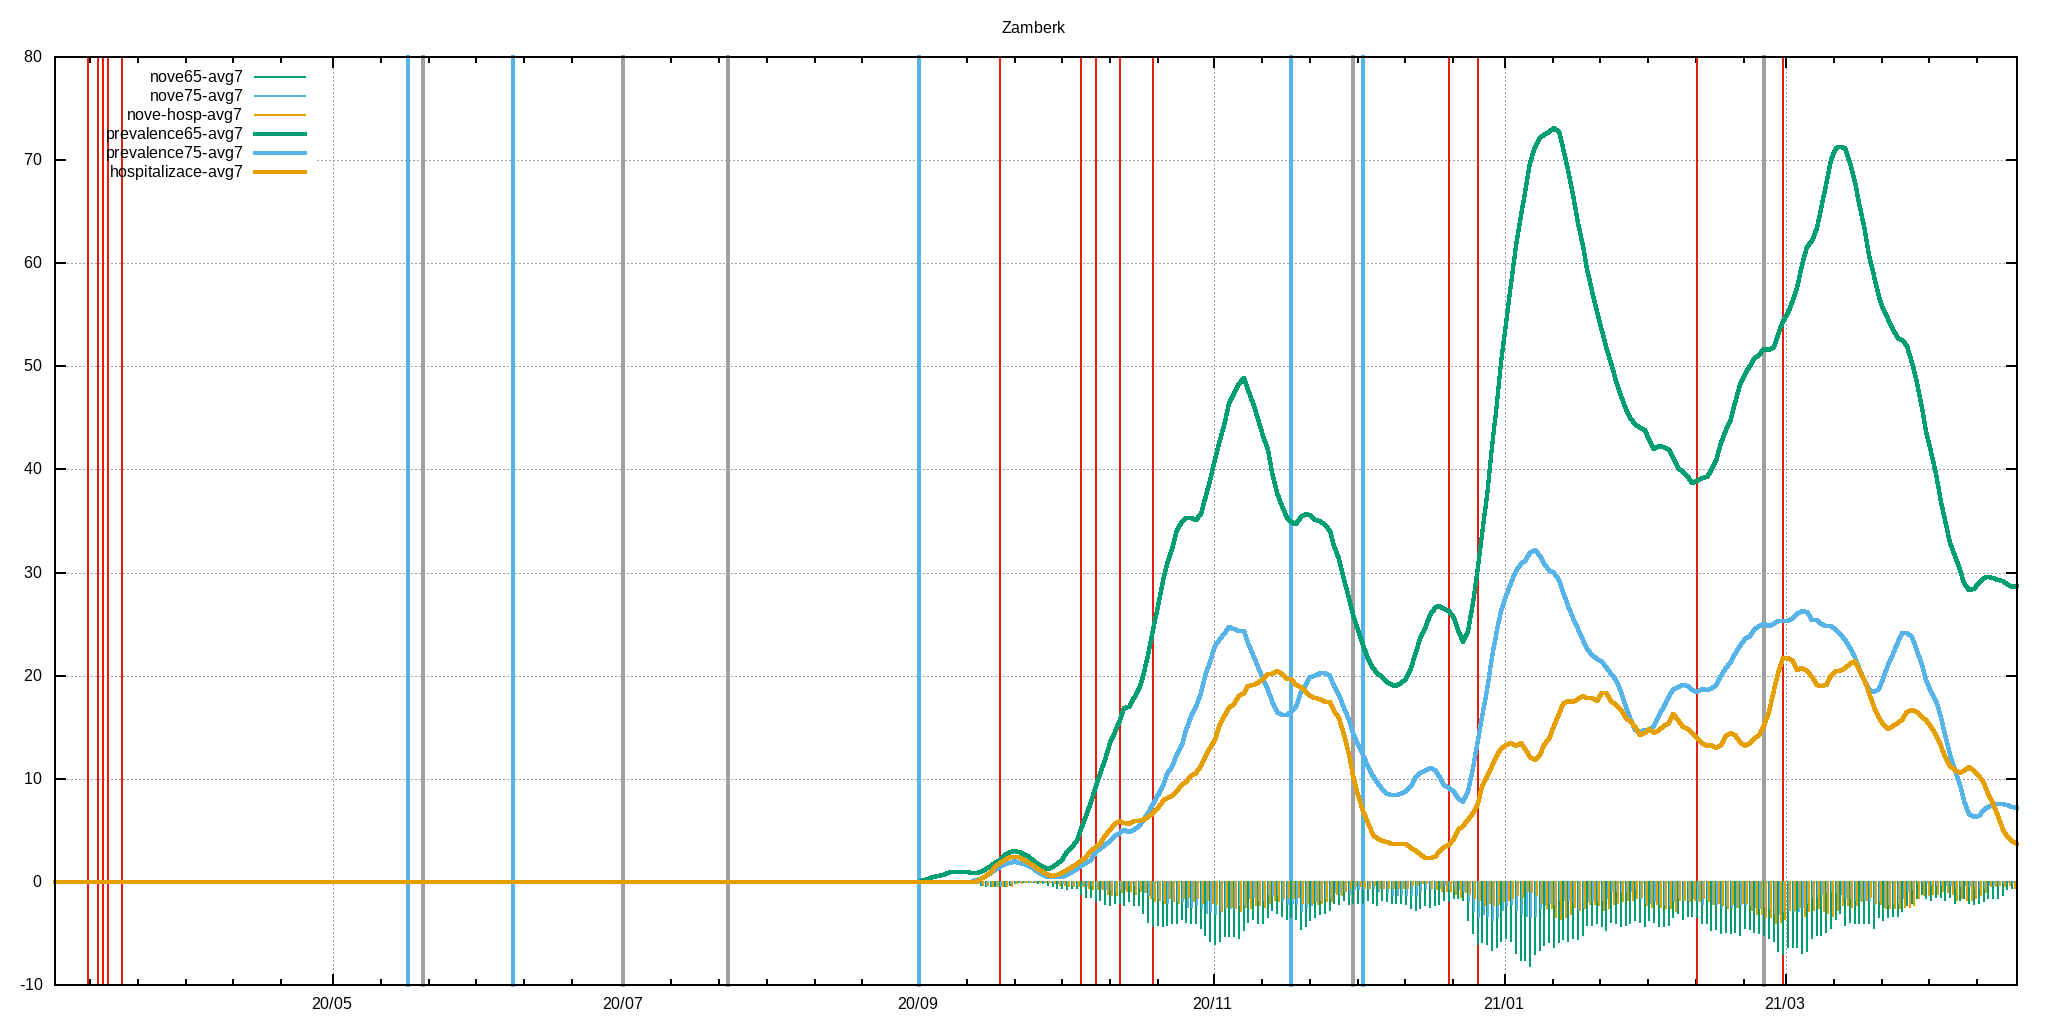 Zamberk
80
70
60
50
40
30
20
10
0
-10
nove65-avg7
nove75-avg7
nove-hosp-avg7
prevalence65-avg7
prevalence75-avg7
hospitalizace-avg7
20/05
20/07
20/09
20/11
21/01
21/03